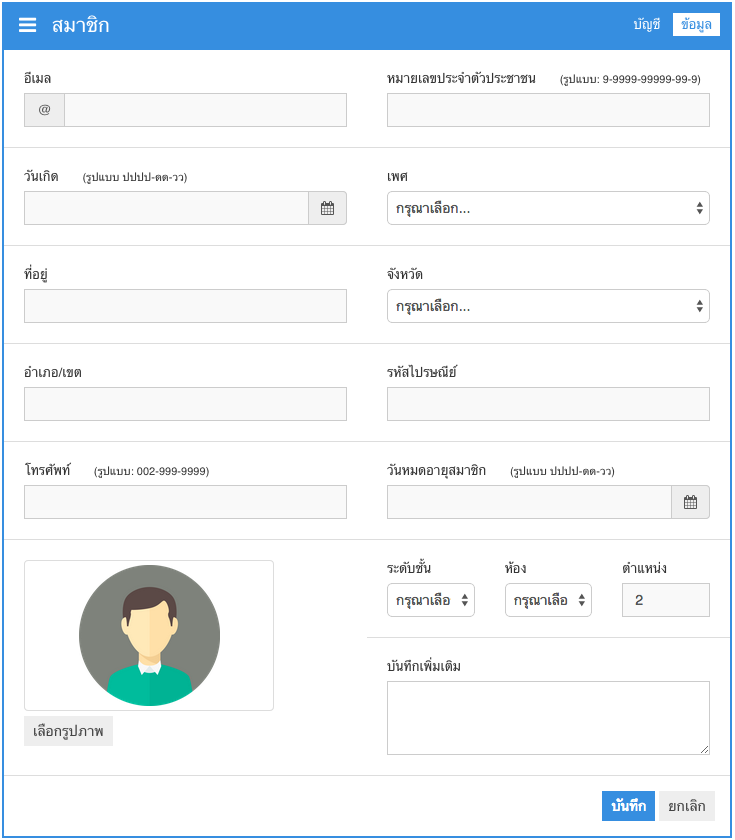 สมาชิก บัญชี ข้อมูล
อีเมล หมายเลขประจำตัวประชาชน (รูปแบบ: 9-9999-99999-99-9)
@
วันเกิด (รูปแบบ ปปปป-ดด-วว) เพศ
กรุณาเลือก...
ที่อยู่ จังหวัด
กรุณาเลือก...
อำเภอ/เขต รหัสไปรษณีย์
โทรศัพท์ (รูปแบบ: 002-999-9999) วันหมดอายุสมาชิก (รูปแบบ ปปปป-ดด-วว)
ระดับชั้น ห้อง ตำแหน่ง
กรุณาเลือ กรุณาเลือ 2
บันทึกเพิ่มเติม
เลือกรูปภาพ
บันทึก ยกเลิก